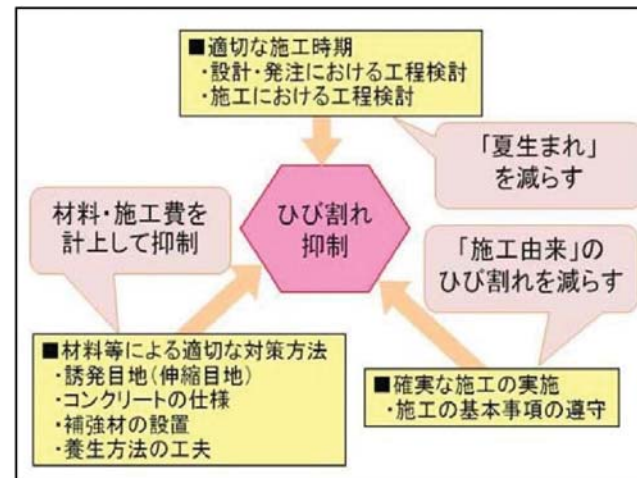 ■適切な施工時期
・設計・発注における工程検討
・施工における工程検討
「夏生まれ」
を減らす
材料・施工費を
計上して抑制
ひび割れ
抑制
「施工由来」の
ひび割れを減らす
■材料等による適切な対策方法
・誘発目地(伸縮目地)
・コンクリートの仕様
・補強材の設置
・養生方法の工夫
■確実な施工の実施
・施工の基本事項の遵守